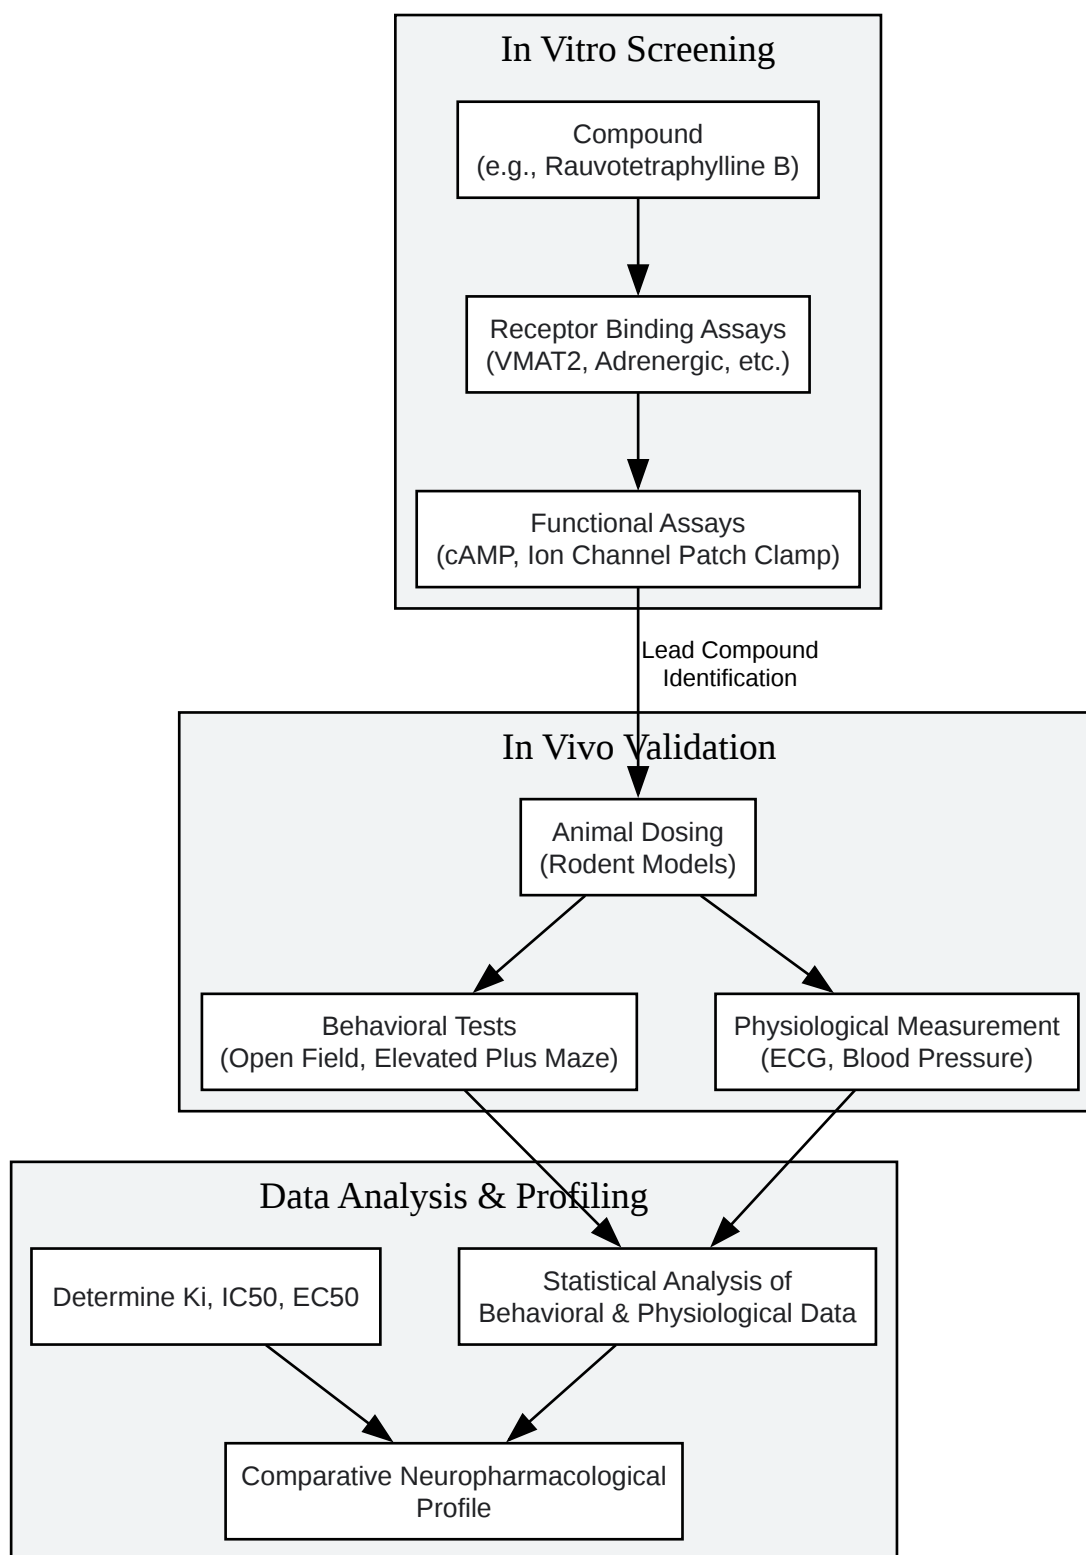 In Vitro Screening
Compound
(e.g., Rauvotetraphylline B)
Receptor Binding Assays
(VMAT2, Adrenergic, etc.)
Functional Assays
(cAMP, Ion Channel Patch Clamp)
Lead Compound
Identification
In Vivo Validation
Animal Dosing
(Rodent Models)
Behavioral Tests
(Open Field, Elevated Plus Maze)
Physiological Measurement
(ECG, Blood Pressure)
Data Analysis & Profiling
Determine Ki, IC50, EC50
Statistical Analysis of
Behavioral & Physiological Data
Comparative Neuropharmacological
Profile